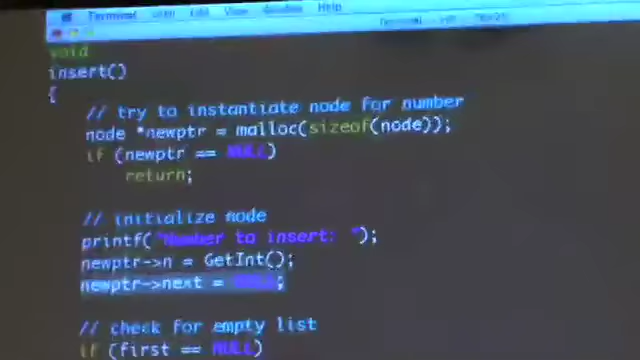 Terminal Edit View Window Help
void
insert()
{
// try to instantiate node for number
node *newptr = malloc(sizeof(node));
if (newptr == NULL)
return;
// initialize node
printf("Number to insert: ");
newptr->n = GetInt();
newptr->next = NULL;
// check for empty list
if (first == NULL)